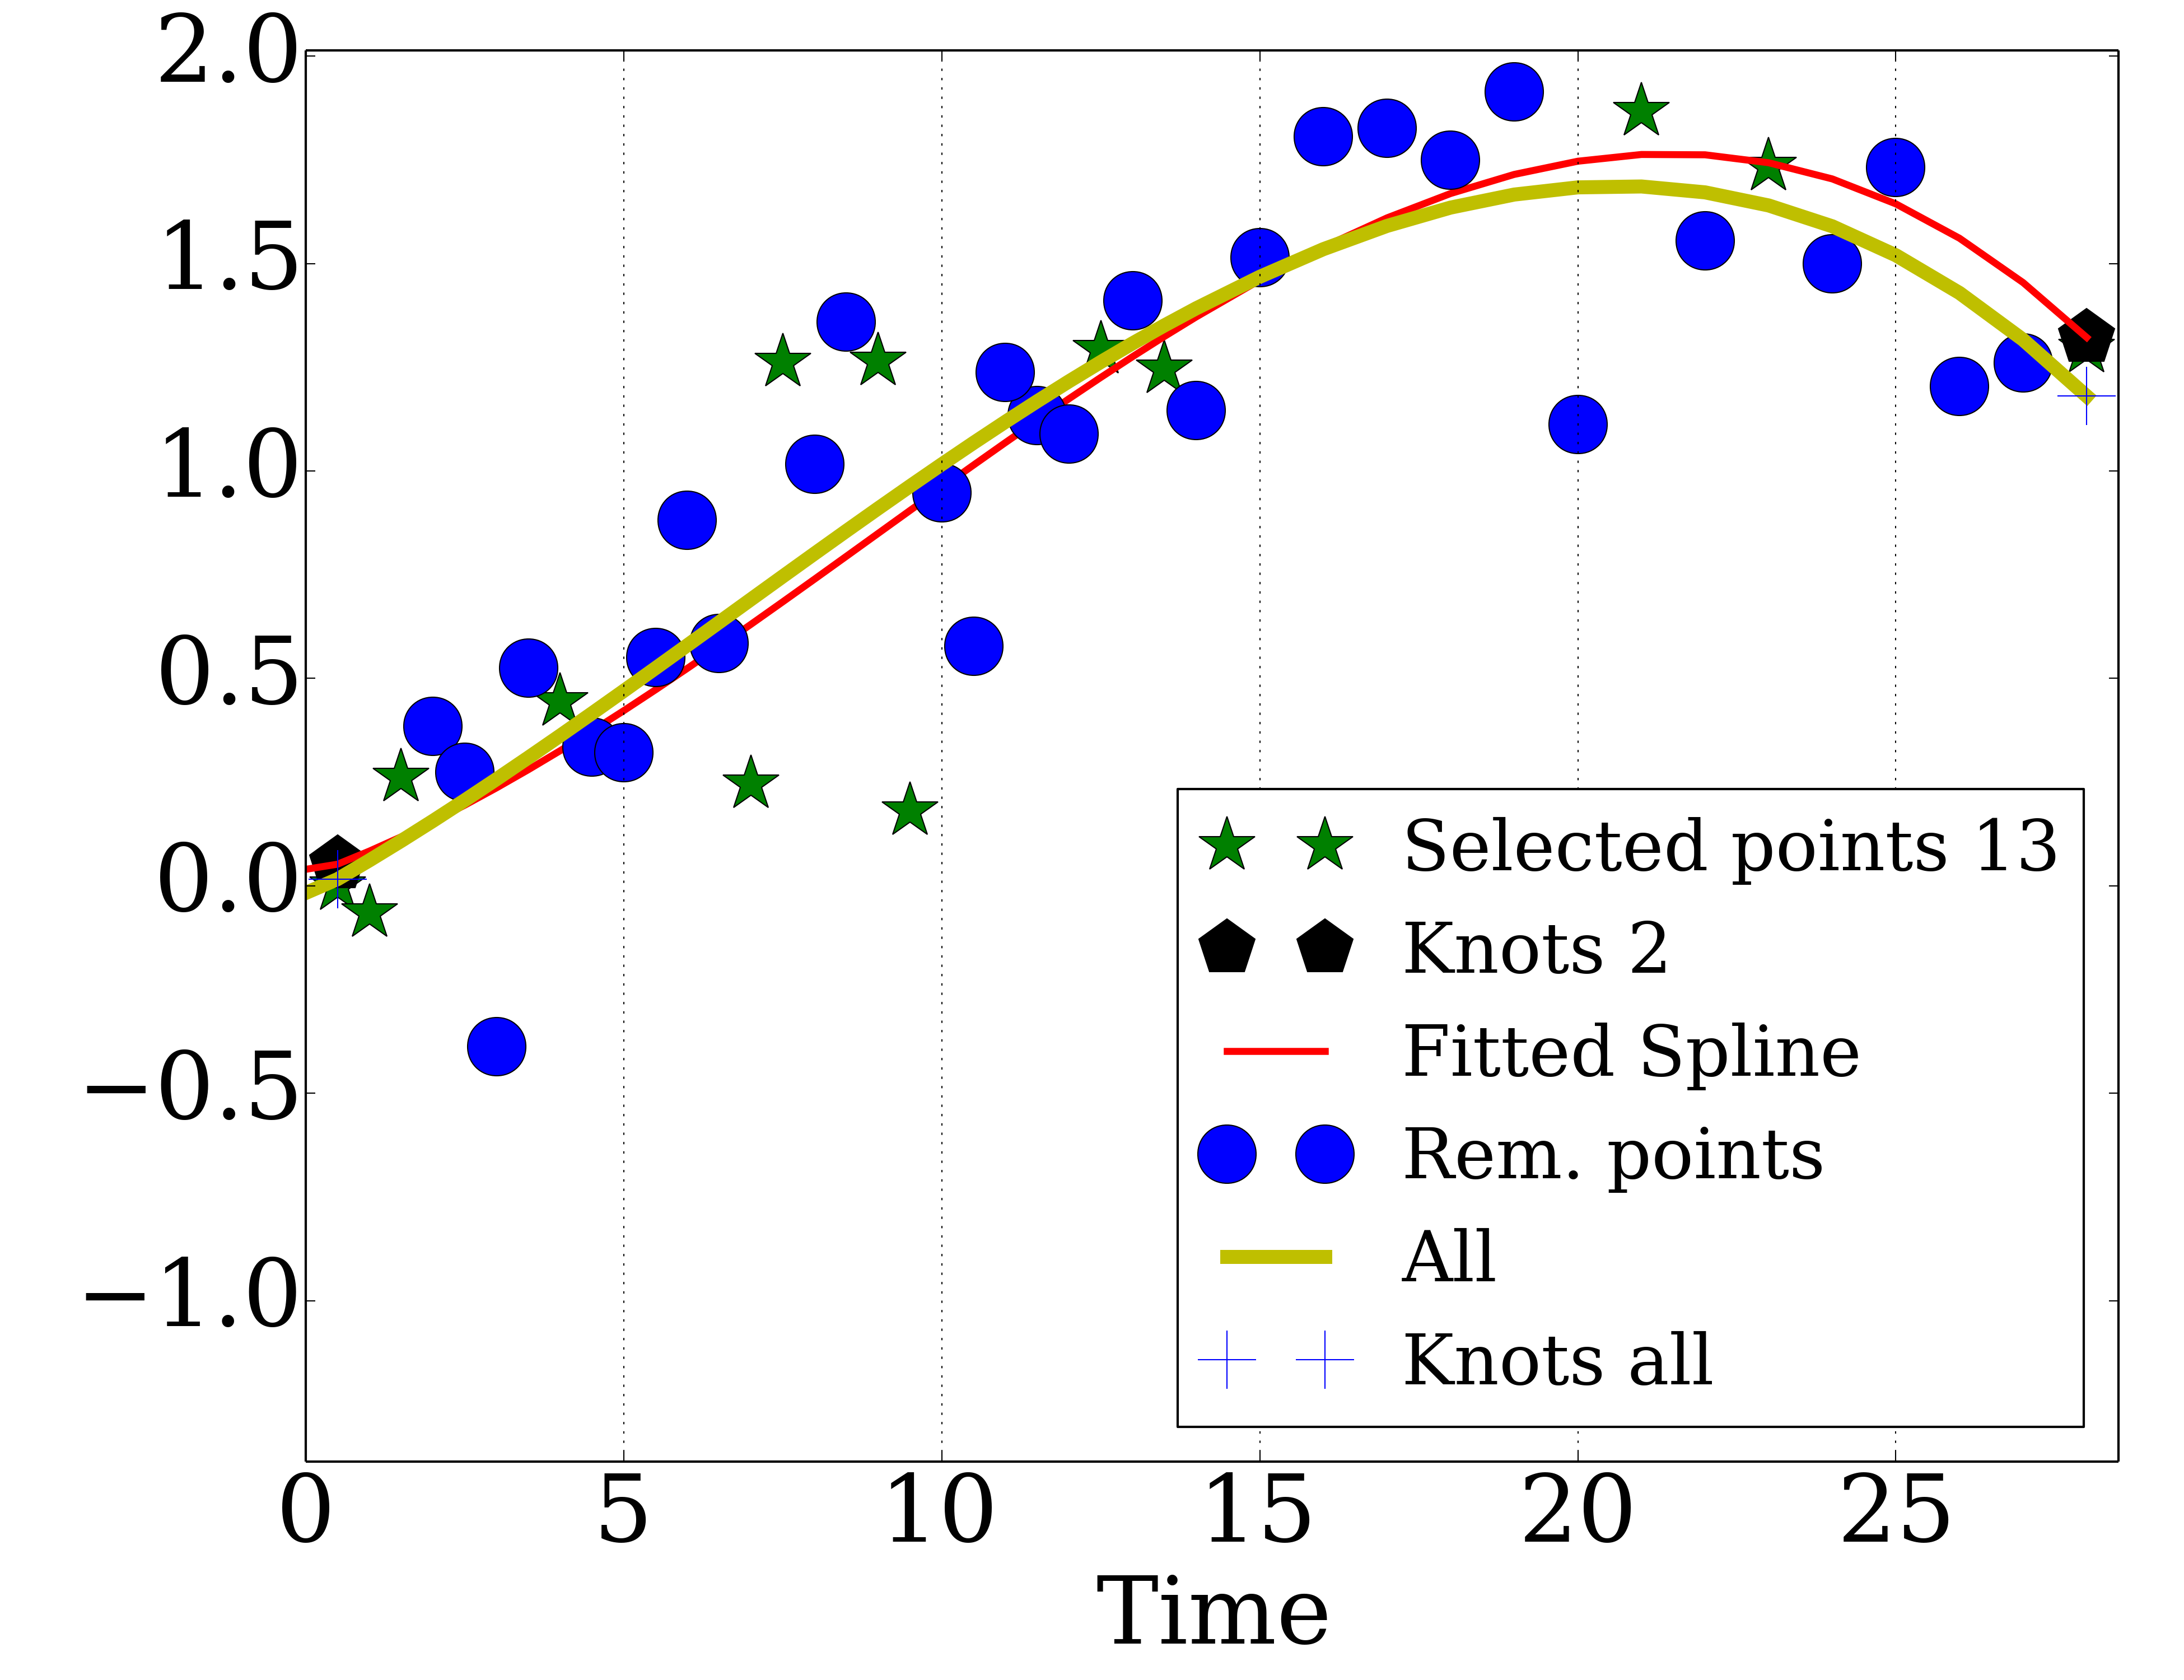 2.0
1.5
1.0
0.5
0.0
−0.5
−1.0
Selected points 13
Knots 2
Fitted Spline
Rem. points
All
Knots all
0 5 10 15 20 25
Time